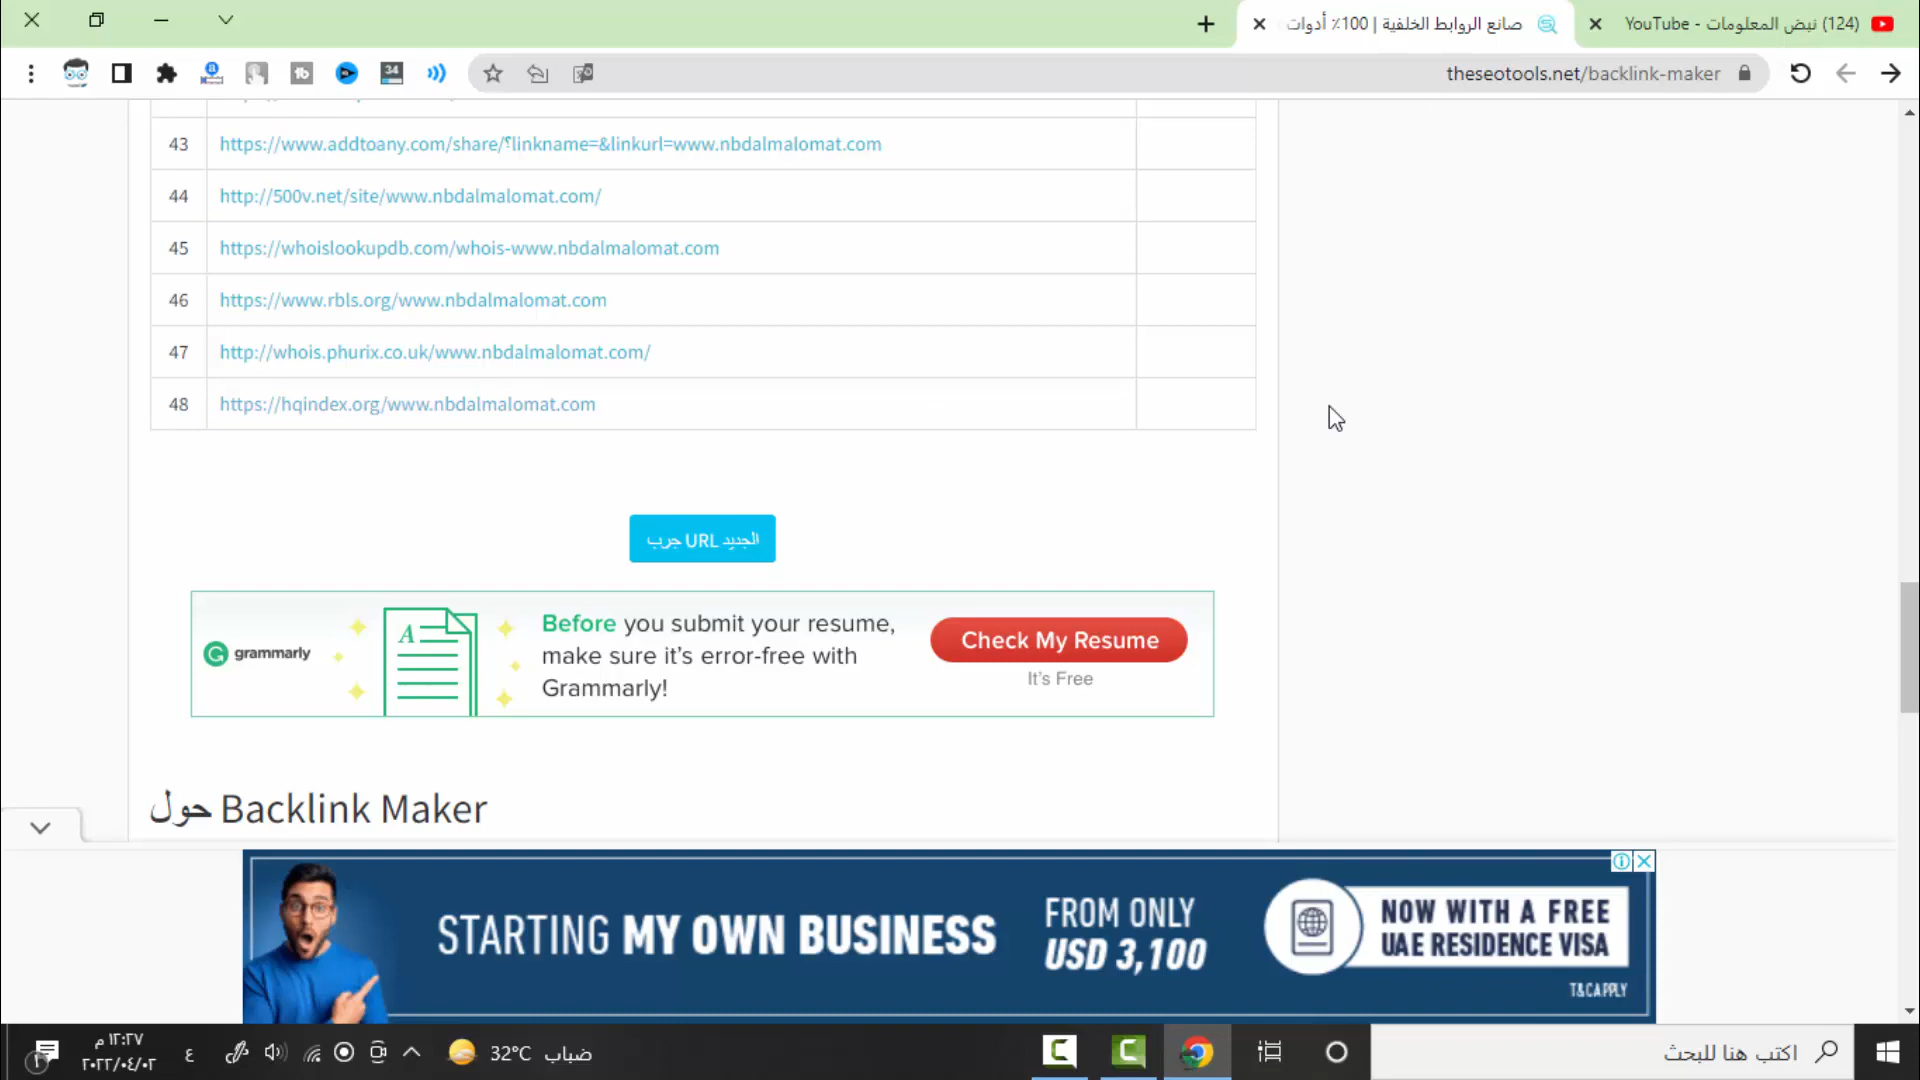 (124) نبض المعلومات - YouTube
صانع الروابط الخلفية | 100٪ أدوات
theseotools.net/backlink-maker
34
43 https://www.addtoany.com/share/؟linkname=&linkurl=www.nbdalmalomat.com
44 http://500v.net/site/www.nbdalmalomat.com/
45 https://whoislookupdb.com/whois-www.nbdalmalomat.com
46 https://www.rbls.org/www.nbdalmalomat.com
47 http://whois.phurix.co.uk/www.nbdalmalomat.com/
48 https://hqindex.org/www.nbdalmalomat.com
جرب URL الجديد
grammarly
A
Before you submit your resume,
make sure it's error-free with
Grammarly!
Check My Resume
It's Free
حول Backlink Maker
STARTING MY OWN BUSINESS
FROM ONLY
USD 3,100
NOW WITH A FREE
UAE RESIDENCE VISA
T&C APPLY
اكتب هنا للبحث
32°C ضباب
ع
١٢:٢٧ م
٢٠٢٢/٠٤/٠٢